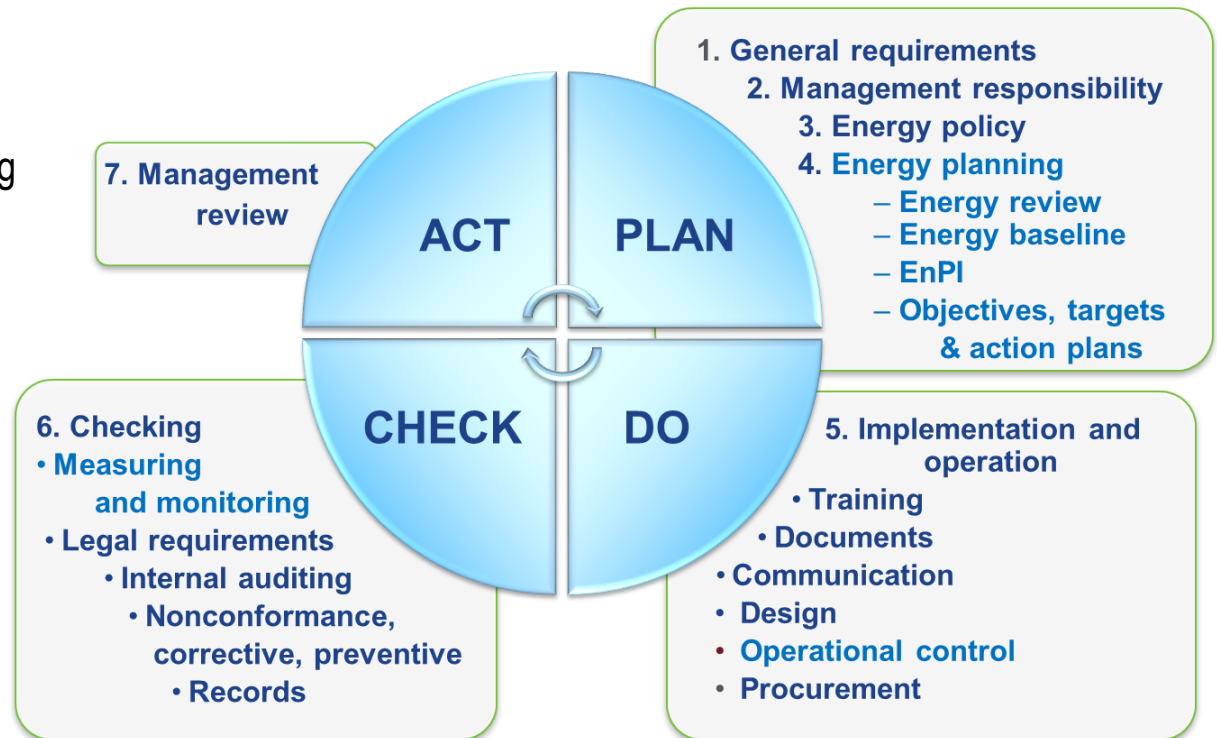 g
1. General requirements
2. Management responsibility
3. Energy policy
4. Energy planning
– Energy review
– Energy baseline
– EnPI
– Objectives, targets
& action plans
7. Management
review
ACT
PLAN
CHECK
DO
6. Checking
• Measuring
and monitoring
• Legal requirements
• Internal auditing
• Nonconformance,
corrective, preventive
• Records
5. Implementation and
operation
• Training
• Documents
• Communication
• Design
• Operational control
• Procurement